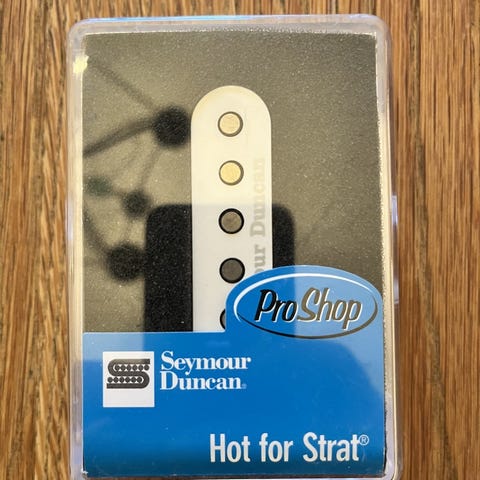 our Duncan
ProShop
Seymour
Duncan®
Hot for Strat®